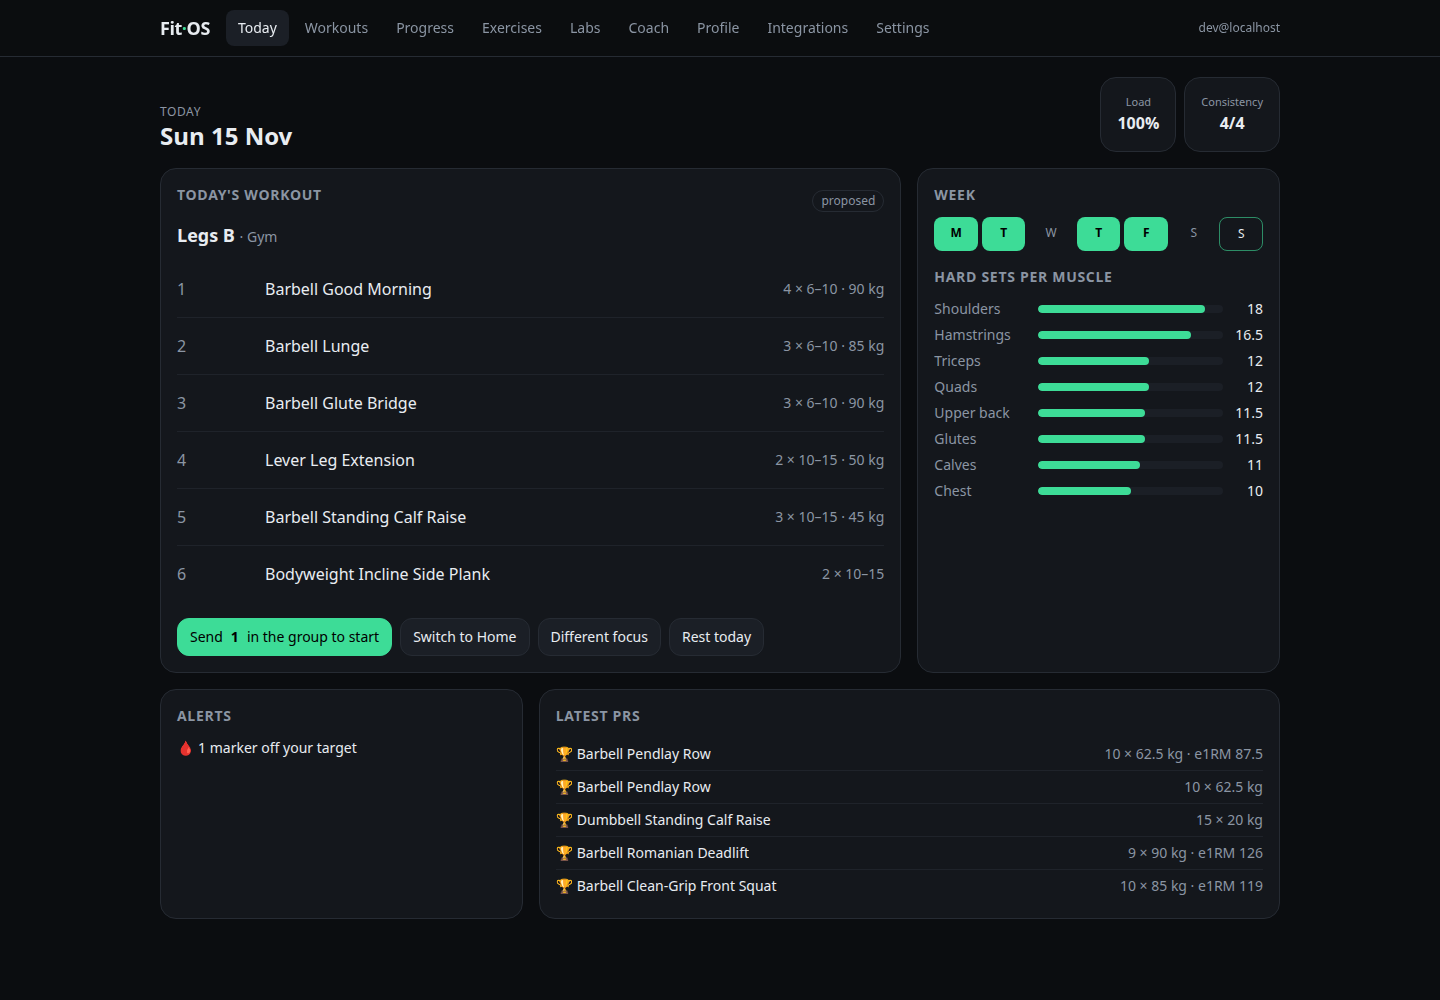 Fit·OS Today Workouts Progress Exercises Labs Coach Profile Integrations Settings dev@localhost
TODAY
Sun 15 Nov
Load
100%
Consistency
4/4
TODAY'S WORKOUT
proposed
Legs B · Gym
1 Barbell Good Morning 4 × 6–10 · 90 kg
2 Barbell Lunge 3 × 6–10 · 85 kg
3 Barbell Glute Bridge 3 × 6–10 · 90 kg
4 Lever Leg Extension 2 × 10–15 · 50 kg
5 Barbell Standing Calf Raise 3 × 10–15 · 45 kg
6 Bodyweight Incline Side Plank 2 × 10–15
Send 1 in the group to start Switch to Home Different focus Rest today
WEEK
M T W T F S S
HARD SETS PER MUSCLE
Shoulders 18
Hamstrings 16.5
Triceps 12
Quads 12
Upper back 11.5
Glutes 11.5
Calves 11
Chest 10
ALERTS
🩸 1 marker off your target
LATEST PRS
🏆 Barbell Pendlay Row 10 × 62.5 kg · e1RM 87.5
🏆 Barbell Pendlay Row 10 × 62.5 kg
🏆 Dumbbell Standing Calf Raise 15 × 20 kg
🏆 Barbell Romanian Deadlift 9 × 90 kg · e1RM 126
🏆 Barbell Clean-Grip Front Squat 10 × 85 kg · e1RM 119